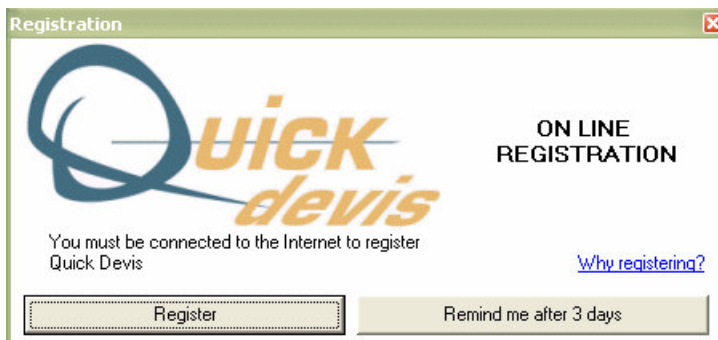 Registration
Quick
devis
ON LINE
REGISTRATION
You must be connected to the Internet to register
Quick Devis
Why registering?
Register
Remind me after 3 days